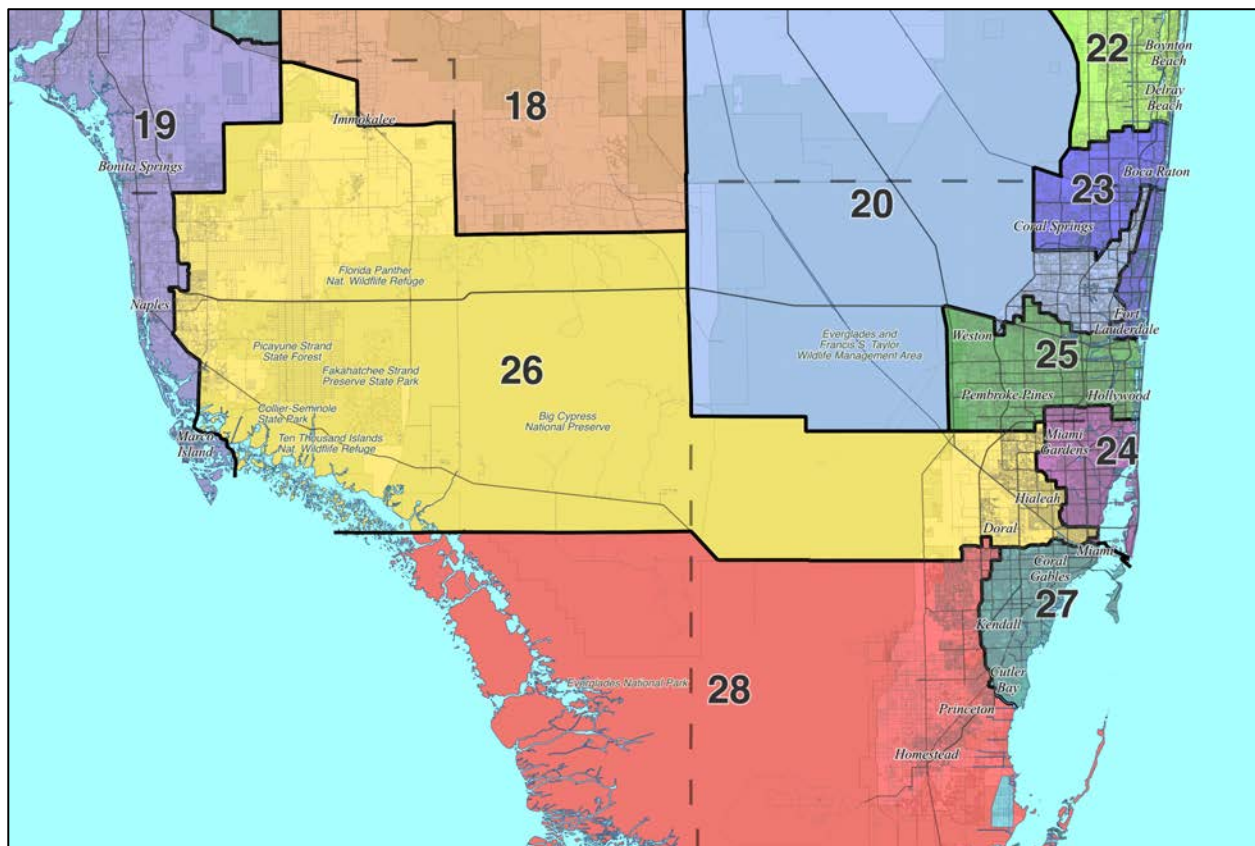 22
Boynton
Beach
Delray
Beach
19
18
Immokalee
Bonita Springs
23
Boca Raton
20
Coral Springs
Florida Panther
Nat. Wildlife Refuge
Naples
Everglades and
Francis S. Taylor
Wildlife Management Area
Weston
Fort
Lauderdale
25
Picayune Strand
State Forest
Fakahatchee Strand
Preserve State Park
26
Pembroke Pines
Hollywood
Collier-Seminole
State Park
Big Cypress
National Preserve
Ten Thousand Islands
Nat. Wildlife Refuge
Marco
Island
Miami
Gardens
24
Hialeah
Doral
Miami
Coral
Gables
27
Kendall
Cutler
Bay
Everglades National Park
28
Princeton
Homestead